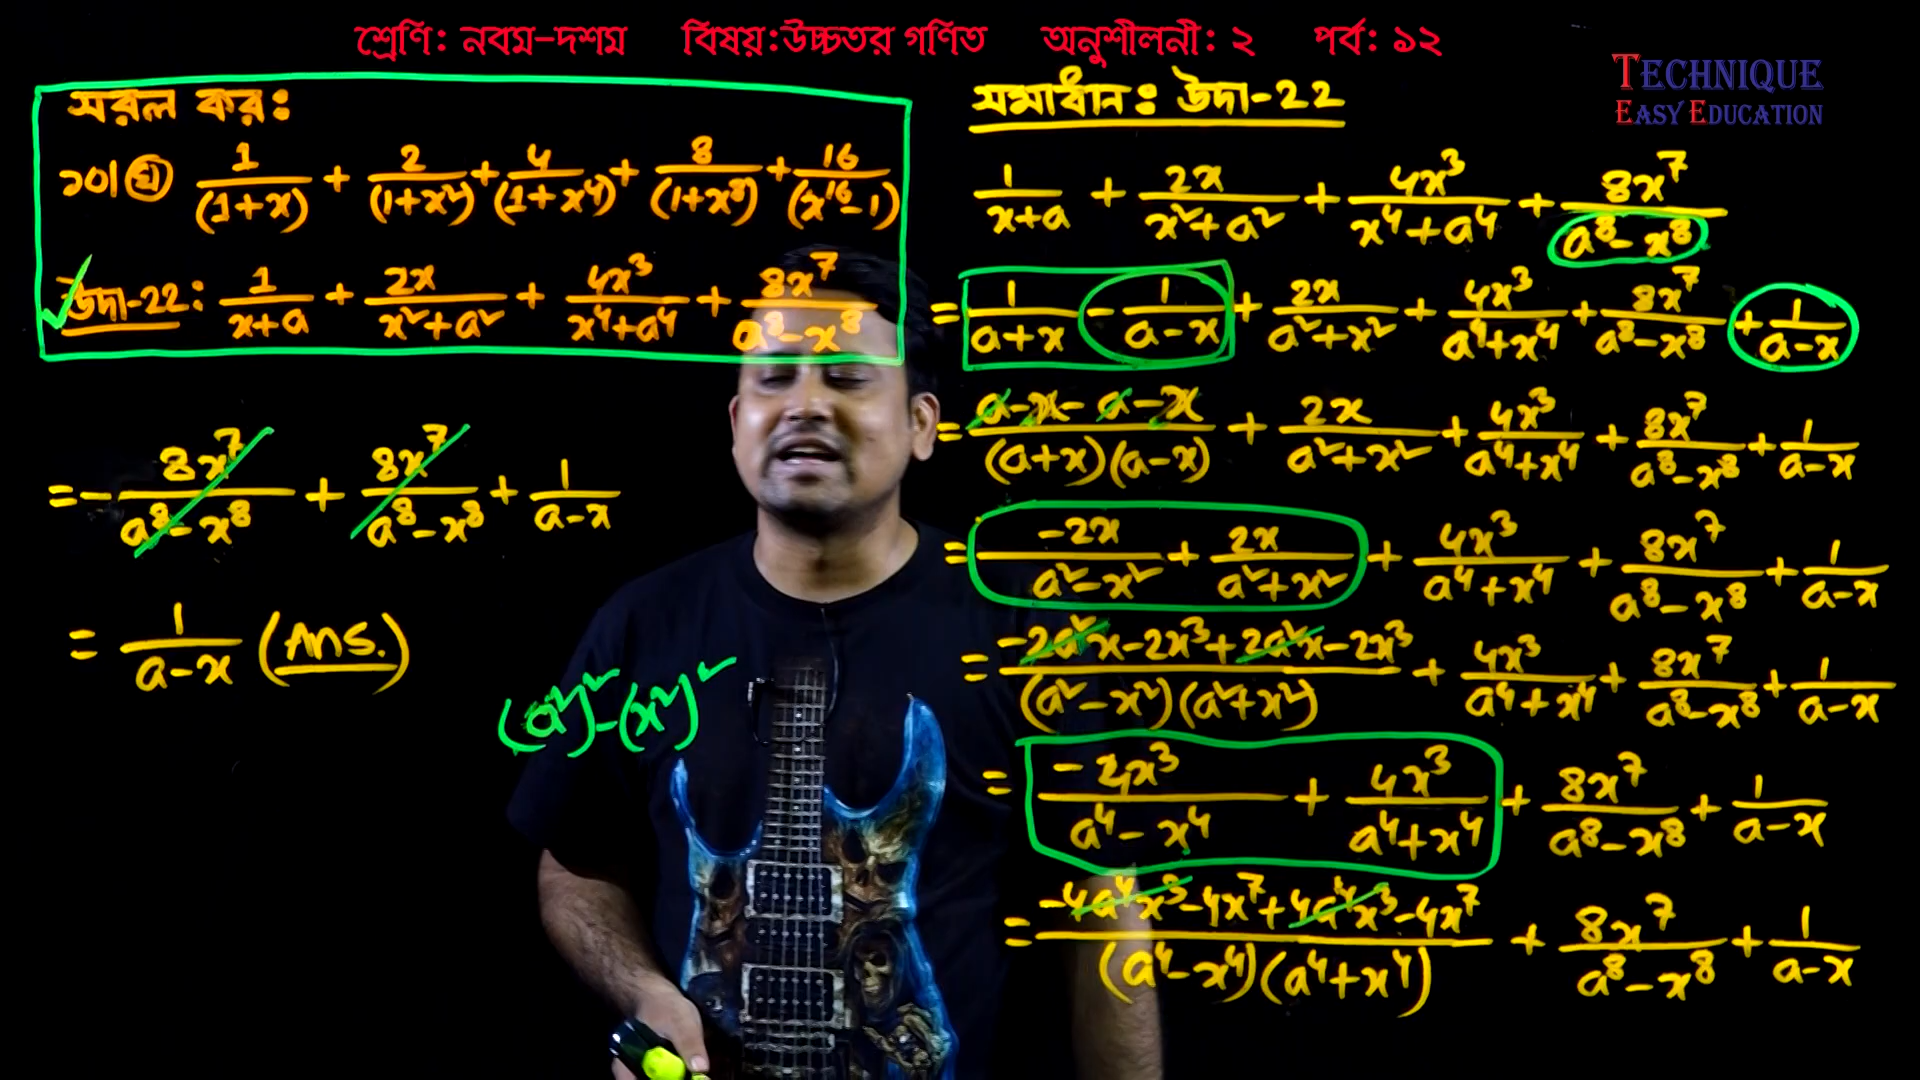 শ্রেণি: নবম-দশম বিষয়:উচ্চতর গণিত অনুশীলনী: ২ পর্ব: ১২
TECHNIQUE
EASY EDUCATION
সরল কর:
১০। (ঘ) 1/(1+x) + 2/(1+x²) + 4/(1+x⁴) + 8/(1+x⁸) + 16/(x¹⁶-1)
উদা-22: 1/(x+a) + 2x/(x²+a²) + 4x³/(x⁴+a⁴) + 8x⁷/(a⁸-x⁸)
= - 8x⁷/(a⁸-x⁸) + 8x⁷/(a⁸-x⁸) + 1/(a-x)
= 1/(a-x) (Ans.)
(a⁴)² - (x⁴)²
সমাধান: উদা-22
1/(x+a) + 2x/(x²+a²) + 4x³/(x⁴+a⁴) + 8x⁷/(a⁸-x⁸)
= 1/(a+x) - 1/(a-x) + 2x/(a²+x²) + 4x³/(a⁴+x⁴) + 8x⁷/(a⁸-x⁸) + 1/(a-x)
= (a-x-a-x)/((a+x)(a-x)) + 2x/(a²+x²) + 4x³/(a⁴+x⁴) + 8x⁷/(a⁸-x⁸) + 1/(a-x)
= -2x/(a²-x²) + 2x/(a²+x²) + 4x³/(a⁴+x⁴) + 8x⁷/(a⁸-x⁸) + 1/(a-x)
= (-2a²x-2x³+2a²x-2x³)/((a²-x²)(a²+x²)) + 4x³/(a⁴+x⁴) + 8x⁷/(a⁸-x⁸) + 1/(a-x)
= -4x³/(a⁴-x⁴) + 4x³/(a⁴+x⁴) + 8x⁷/(a⁸-x⁸) + 1/(a-x)
= (-4a⁴x³-4x⁷+4a⁴x³-4x⁷)/((a⁴-x⁴)(a⁴+x⁴)) + 8x⁷/(a⁸-x⁸) + 1/(a-x)